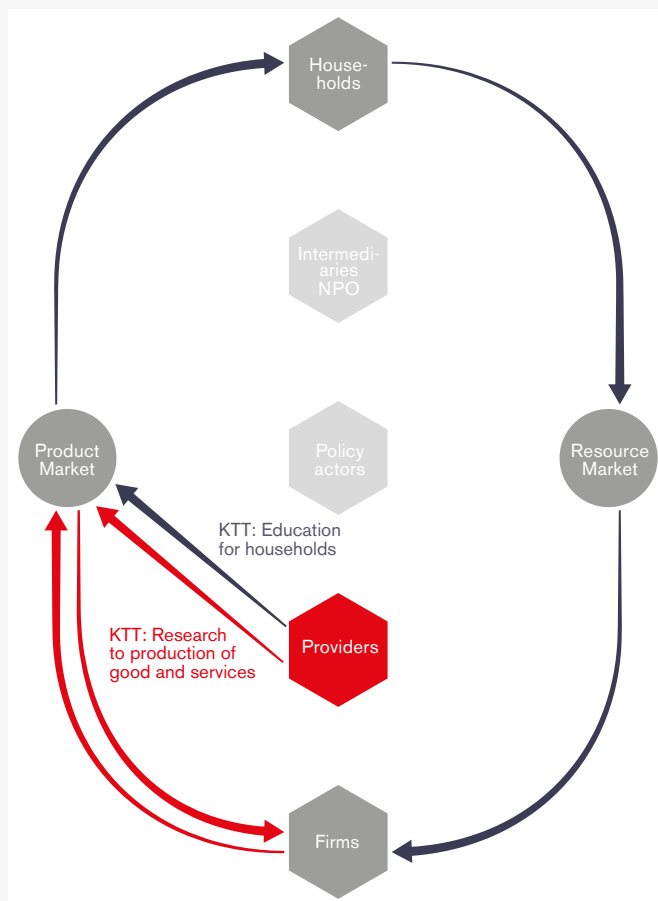 House-
holds
Intermedi-
aries
NPO
Product
Market
Policy
actors
Resource
Market
KTT: Education
for households
KTT: Research
to production of
good and services
Providers
Firms